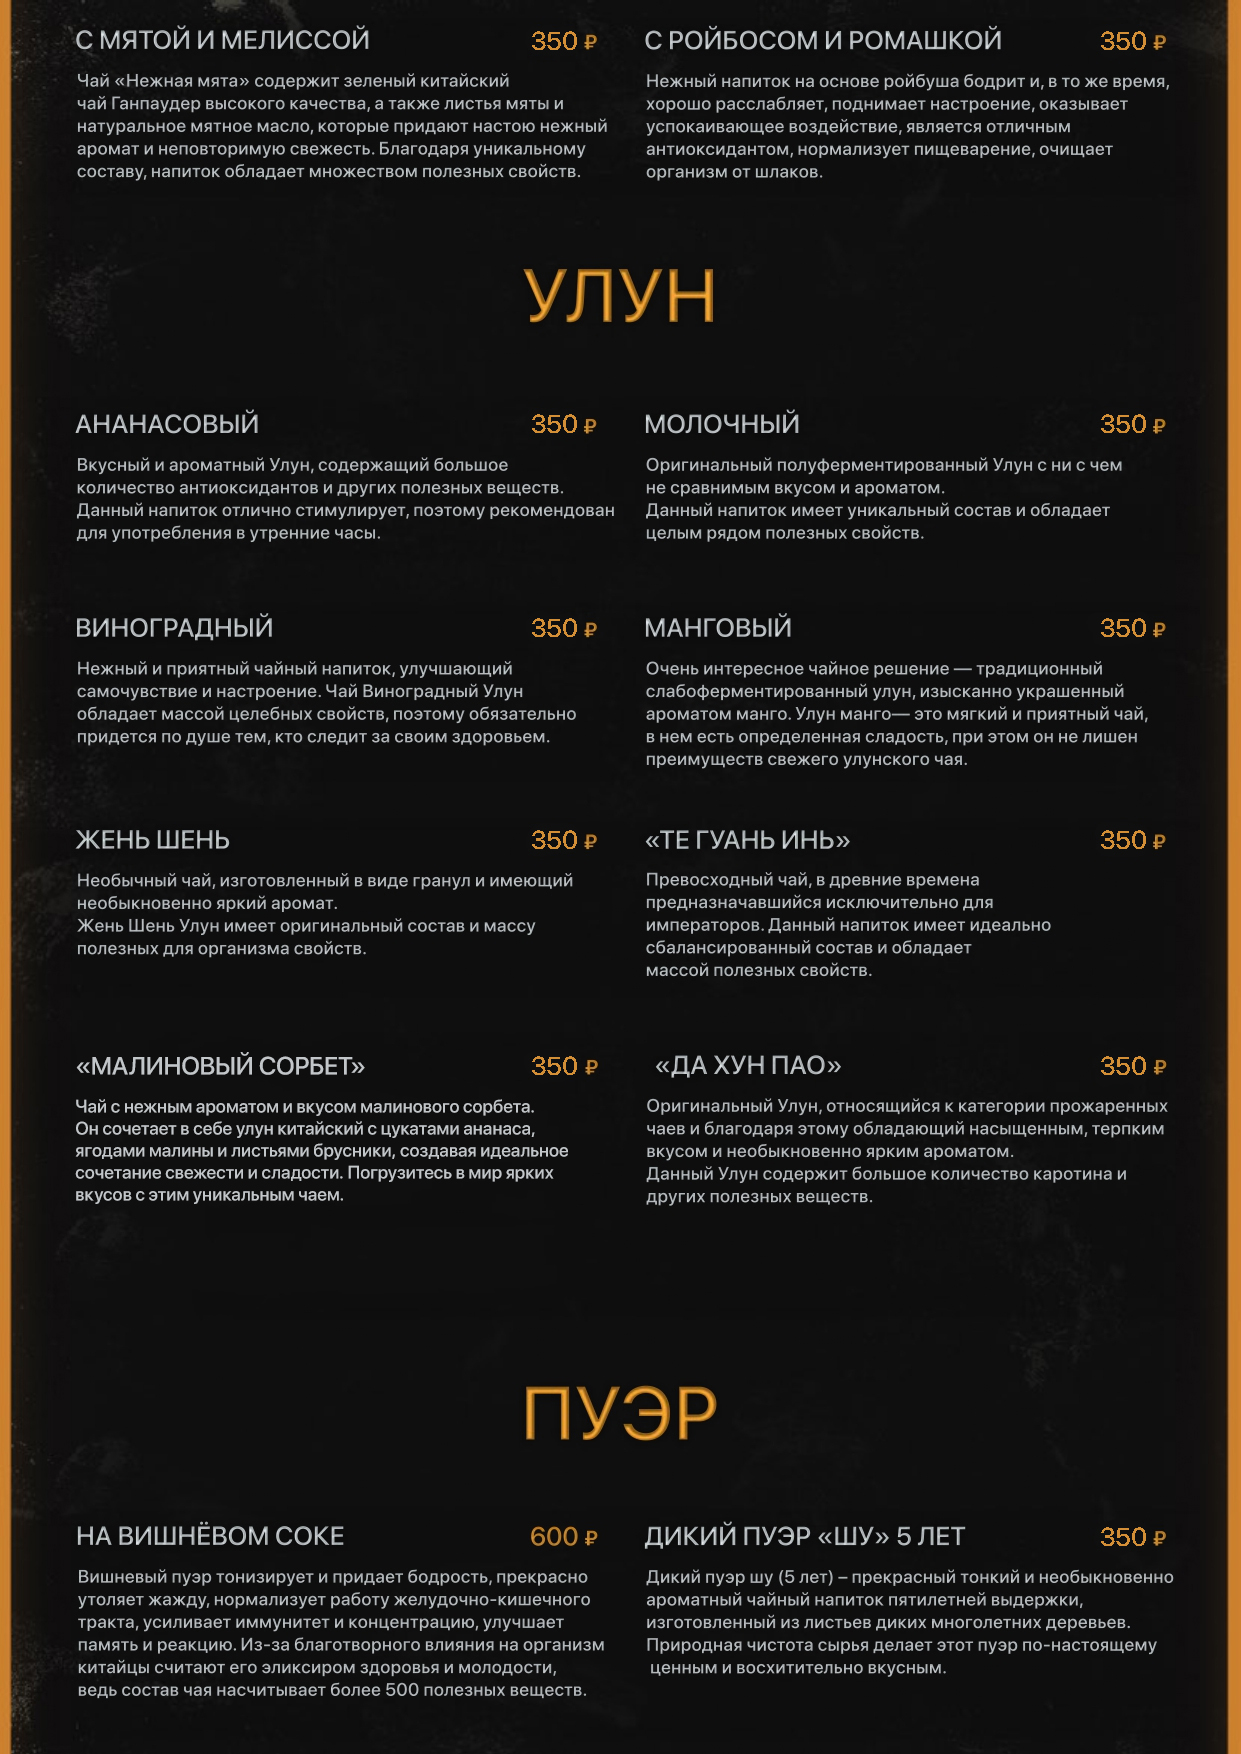 С МЯТОЙ И МЕЛИССОЙ 350 ₽
Чай «Нежная мята» содержит зеленый китайский
чай Ганпаудер высокого качества, а также листья мяты и
натуральное мятное масло, которые придают настою нежный
аромат и неповторимую свежесть. Благодаря уникальному
составу, напиток обладает множеством полезных свойств.
С РОЙБОСОМ И РОМАШКОЙ 350 ₽
Нежный напиток на основе ройбуша бодрит и, в то же время,
хорошо расслабляет, поднимает настроение, оказывает
успокаивающее воздействие, является отличным
антиоксидантом, нормализует пищеварение, очищает
организм от шлаков.
УЛУН
АНАНАСОВЫЙ 350 ₽
Вкусный и ароматный Улун, содержащий большое
количество антиоксидантов и других полезных веществ.
Данный напиток отлично стимулирует, поэтому рекомендован
для употребления в утренние часы.
МОЛОЧНЫЙ 350 ₽
Оригинальный полуферментированный Улун с ни с чем
не сравнимым вкусом и ароматом.
Данный напиток имеет уникальный состав и обладает
целым рядом полезных свойств.
ВИНОГРАДНЫЙ 350 ₽
Нежный и приятный чайный напиток, улучшающий
самочувствие и настроение. Чай Виноградный Улун
обладает массой целебных свойств, поэтому обязательно
придется по душе тем, кто следит за своим здоровьем.
МАНГОВЫЙ 350 ₽
Очень интересное чайное решение — традиционный
слабоферментированный улун, изысканно украшенный
ароматом манго. Улун манго— это мягкий и приятный чай,
в нем есть определенная сладость, при этом он не лишен
преимуществ свежего улунского чая.
ЖЕНЬ ШЕНЬ 350 ₽
Необычный чай, изготовленный в виде гранул и имеющий
необыкновенно яркий аромат.
Жень Шень Улун имеет оригинальный состав и массу
полезных для организма свойств.
«ТЕ ГУАНЬ ИНЬ» 350 ₽
Превосходный чай, в древние времена
предназначавшийся исключительно для
императоров. Данный напиток имеет идеально
сбалансированный состав и обладает
массой полезных свойств.
«МАЛИНОВЫЙ СОРБЕТ» 350 ₽
Чай с нежным ароматом и вкусом малинового сорбета.
Он сочетает в себе улун китайский с цукатами ананаса,
ягодами малины и листьями брусники, создавая идеальное
сочетание свежести и сладости. Погрузитесь в мир ярких
вкусов с этим уникальным чаем.
«ДА ХУН ПАО» 350 ₽
Оригинальный Улун, относящийся к категории прожаренных
чаев и благодаря этому обладающий насыщенным, терпким
вкусом и необыкновенно ярким ароматом.
Данный Улун содержит большое количество каротина и
других полезных веществ.
ПУЭР
НА ВИШНЁВОМ СОКЕ 600 ₽
Вишневый пуэр тонизирует и придает бодрость, прекрасно
утоляет жажду, нормализует работу желудочно-кишечного
тракта, усиливает иммунитет и концентрацию, улучшает
память и реакцию. Из-за благотворного влияния на организм
китайцы считают его эликсиром здоровья и молодости,
ведь состав чая насчитывает более 500 полезных веществ.
ДИКИЙ ПУЭР «ШУ» 5 ЛЕТ 350 ₽
Дикий пуэр шу (5 лет) – прекрасный тонкий и необыкновенно
ароматный чайный напиток пятилетней выдержки,
изготовленный из листьев диких многолетних деревьев.
Природная чистота сырья делает этот пуэр по-настоящему
ценным и восхитительно вкусным.